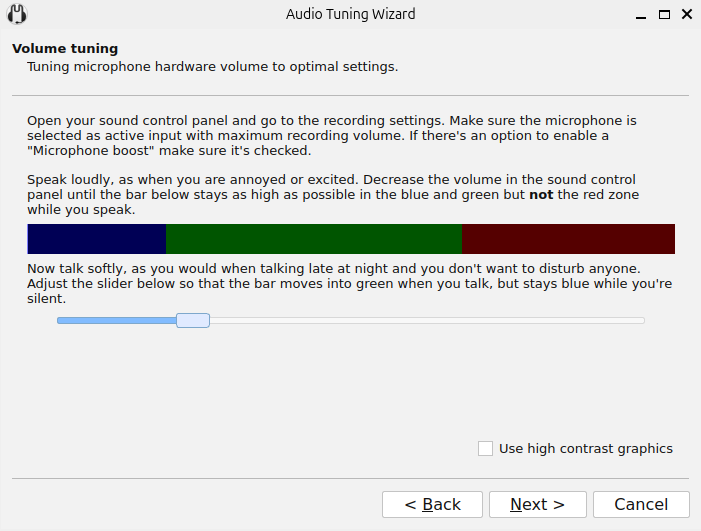 Audio Tuning Wizard
Volume tuning
Tuning microphone hardware volume to optimal settings.
Open your sound control panel and go to the recording settings. Make sure the microphone is
selected as active input with maximum recording volume. If there's an option to enable a
"Microphone boost" make sure it's checked.
Speak loudly, as when you are annoyed or excited. Decrease the volume in the sound control
panel until the bar below stays as high as possible in the blue and green but not the red zone
while you speak.
Now talk softly, as you would when talking late at night and you don't want to disturb anyone.
Adjust the slider below so that the bar moves into green when you talk, but stays blue while you're
silent.
Use high contrast graphics
< Back
Next >
Cancel